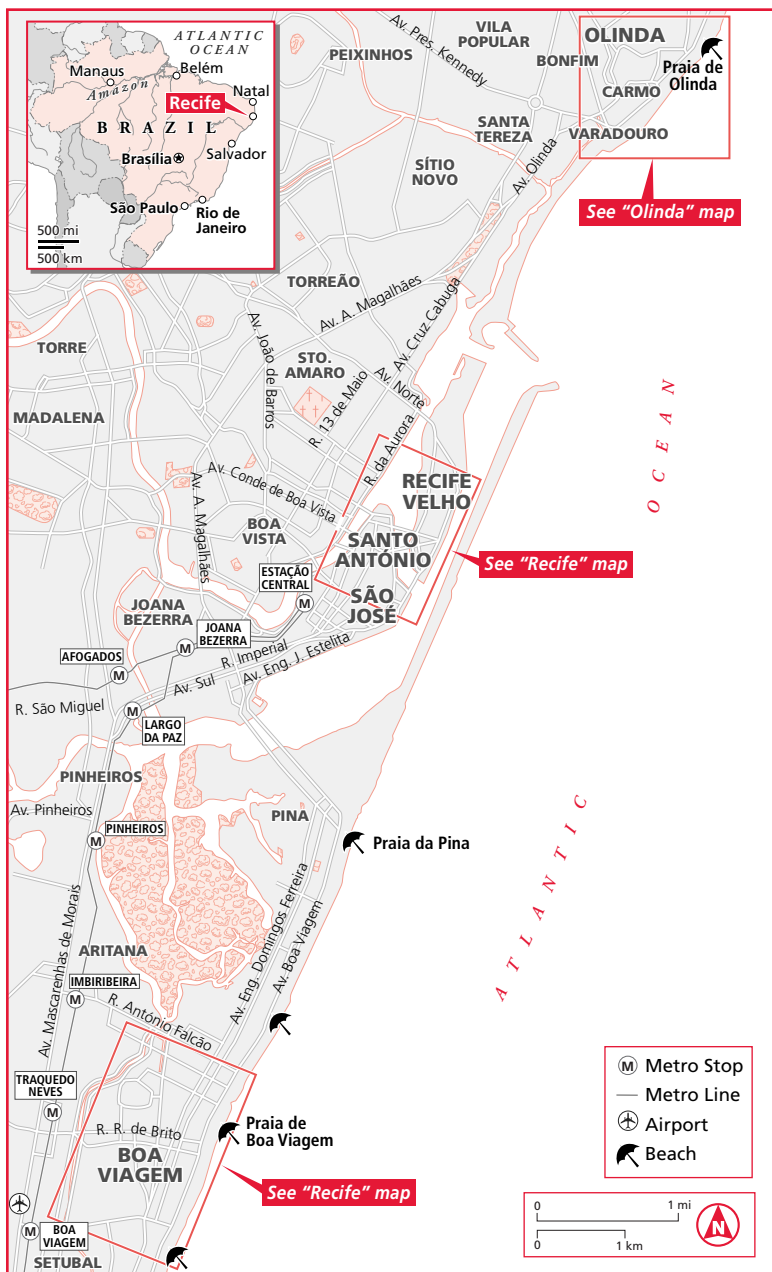 ATLANTIC
OCEAN
Manaus
Belém
Amazon
Natal
Recife
BRAZIL
Brasília
Salvador
São Paulo
Rio de
Janeiro
500 mi
500 km
PEIXINHOS
Av. Pres. Kennedy
VILA
POPULAR
OLINDA
BONFIM
Praia de
Olinda
CARMO
SANTA
TEREZA
VARADOURO
SÍTIO
NOVO
Av. Olinda
See “Olinda” map
TORREÃO
Av. A. Magalhães
Av. Cruz Cabuga
TORRE
Av. João de Barros
STO.
AMARO
R. 13 de Maio
Av. Norte
MADALENA
R. da Aurora
Av. Conde de Boa Vista
RECIFE
VELHO
Av. A. Magalhães
BOA
VISTA
SANTO
ANTÓNIO
See “Recife” map
ESTAÇÃO
CENTRAL
M
SÃO
JOSÉ
JOANA
BEZERRA
JOANA
BEZERRA
M
AFOGADOS
M
R. Imperial
Av. Eng. J. Estelita
Av. Sul
R. São Miguel
M
LARGO
DA PAZ
PINHEIROS
Av. Pinheiros
PINHEIROS
M
PINA
Praia da Pina
ATLANTIC
OCEAN
Av. Mascarenhas de Morais
ARITANA
Av. Eng. Domingos Ferreira
Av. Boa Viagem
IMBIRIBEIRA
M
R. António Falcão
TRAQUEDO
NEVES
M
R. R. de Brito
Praia de
Boa Viagem
BOA
VIAGEM
See “Recife” map
M
BOA
VIAGEM
SETUBAL
M Metro Stop
Metro Line
Airport
Beach
0 1 mi
0 1 km
N